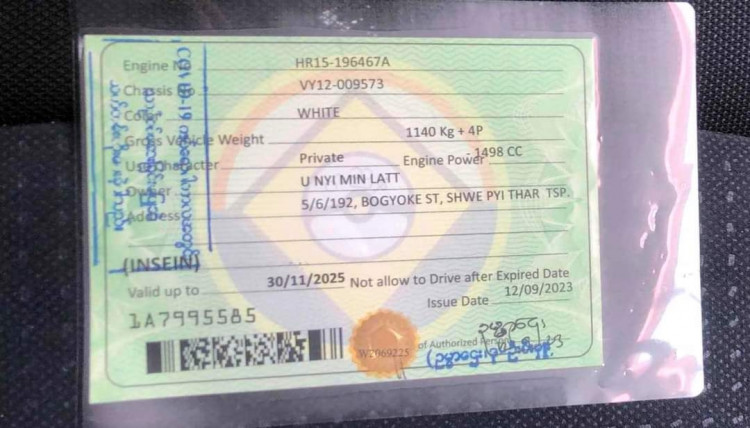 Engine No HR15-196467A
Chassis No. VY12-009573
Color WHITE
Gross Vehicle Weight 1140 Kg + 4P
Use Character Private Engine Power - 1498 CC
Owner U NYI MIN LATT
Address 5/6/192, BOGYOKE ST, SHWE PYI THAR TSP.
(INSEIN)
Valid up to 30/11/2025 Not allow to Drive after Expired Date
Issue Date 12/09/2023
1A7995585
W2069225
of Authorized Person